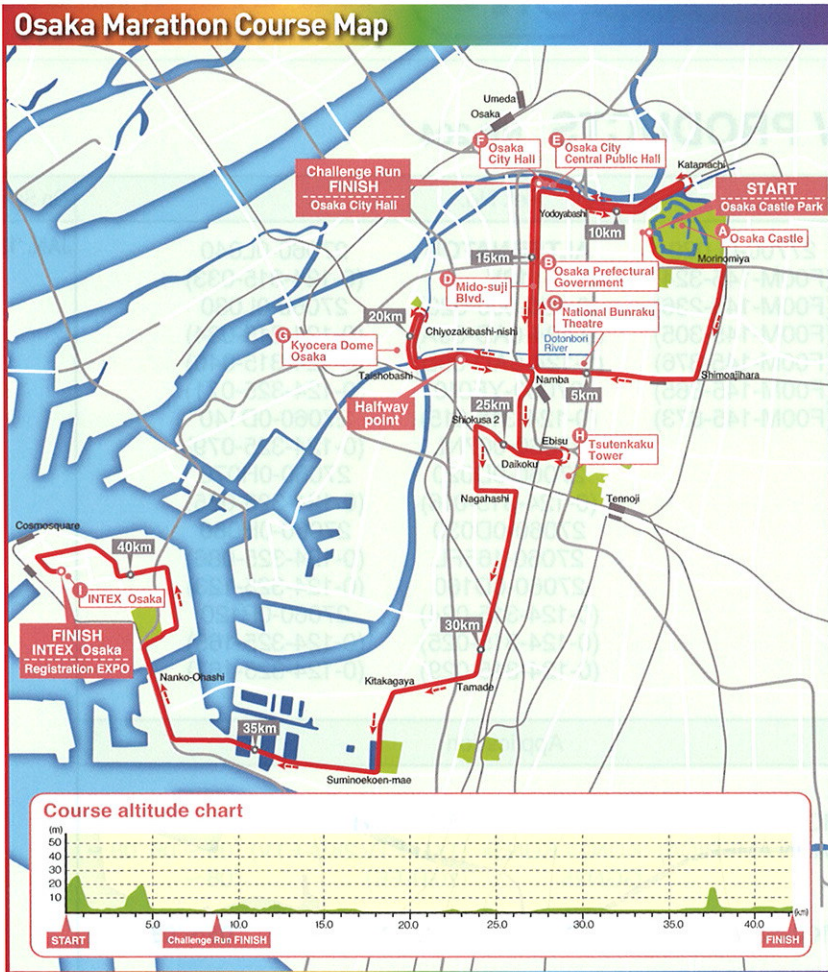 Osaka Marathon Course Map
Umeda
Osaka
F
Osaka
City Hall
E
Osaka City
Central Public Hall
Katamachi
Challenge Run
FINISH
Osaka City Hall
START
Osaka Castle Park
Yodoyabashi
10km
A
Osaka Castle
Morinomiya
15km
B
Osaka Prefectural
Government
D
Mido-suji
Blvd.
C
National Bunraku
Theatre
20km
Chiyozakibashi-nishi
Dotonbori
River
G
Kyocera Dome
Osaka
Taishobashi
Shimoajihara
Namba
5km
Halfway
point
25km
Shiokusa 2
Ebisu
H
Tsutenkaku
Tower
Daikoku
Nagahashi
Tennoji
Cosmosquare
40km
I
INTEX Osaka
FINISH
INTEX Osaka
Registration EXPO
30km
Nanko-Ohashi
Kitakagaya
Tamade
35km
Suminoekoen-mae
Course altitude chart
(m)
50
40
30
20
10
5.0
10.0
15.0
20.0
25.0
30.0
35.0
40.0
(km)
START
Challenge Run FINISH
FINISH